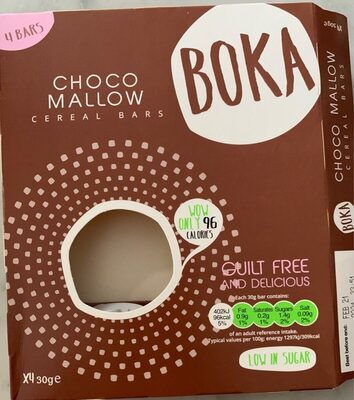 4 BARS
CHOCO
MALLOW
CEREAL BARS
BOKA
WOW
ONLY 96
CALORIES
GUILT FREE
AND DELICIOUS
Each 30g bar contains:
402kJ
96kcal
5%
Fat
0.9g
1%
Saturates
0.2g
1%
Sugars
1.4g
2%
Salt
0.09g
2%
of an adult reference intake.
Typical values per 100g: energy 1297kJ/309kcal
LOW IN SUGAR
X4 30g e
CHOCO MALLOW
CEREAL BARS
Best before end:
FEB 21